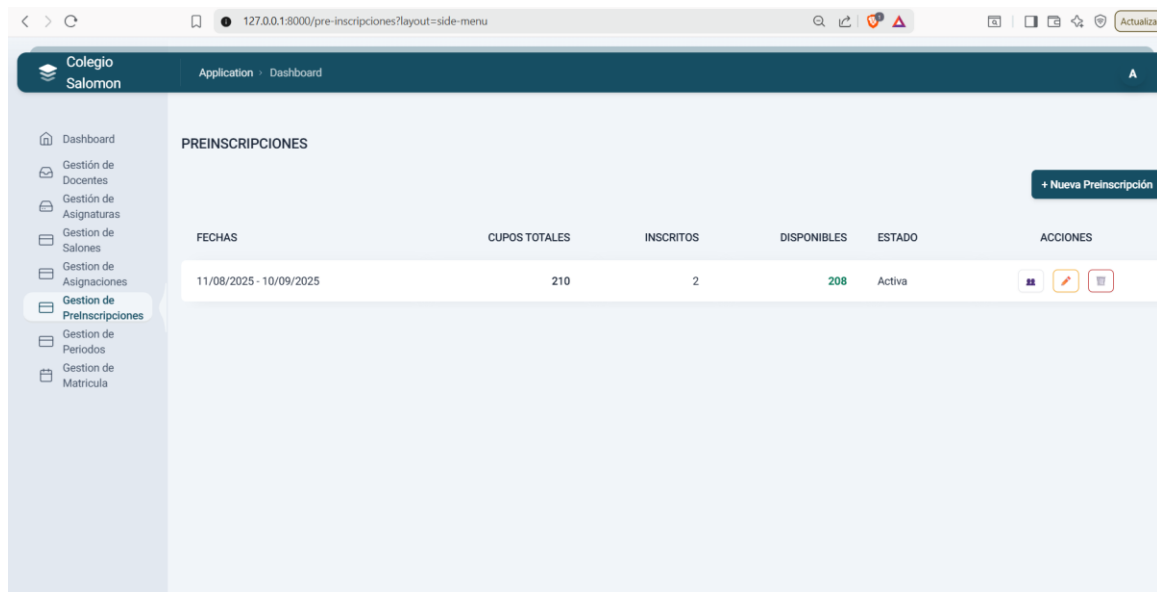 127.0.0.1:8000/pre-inscripciones?layout=side-menu
Actualiza
Colegio
Salomon
Application > Dashboard
A
Dashboard
Gestión de
Docentes
Gestión de
Asignaturas
Gestion de
Salones
Gestion de
Asignaciones
Gestion de
PreInscripciones
Gestion de
Periodos
Gestion de
Matricula
PREINSCRIPCIONES
+ Nueva Preinscripción
FECHAS CUPOS TOTALES INSCRITOS DISPONIBLES ESTADO ACCIONES
11/08/2025 - 10/09/2025 210 2 208 Activa